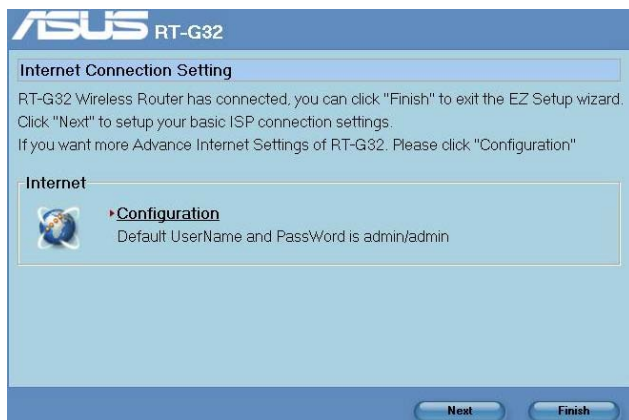 ASUS RT-G32
Internet Connection Setting
RT-G32 Wireless Router has connected, you can click "Finish" to exit the EZ Setup wizard.
Click "Next" to setup your basic ISP connection settings.
If you want more Advance Internet Settings of RT-G32. Please click "Configuration"
Internet
Configuration
Default UserName and PassWord is admin/admin
Next Finish